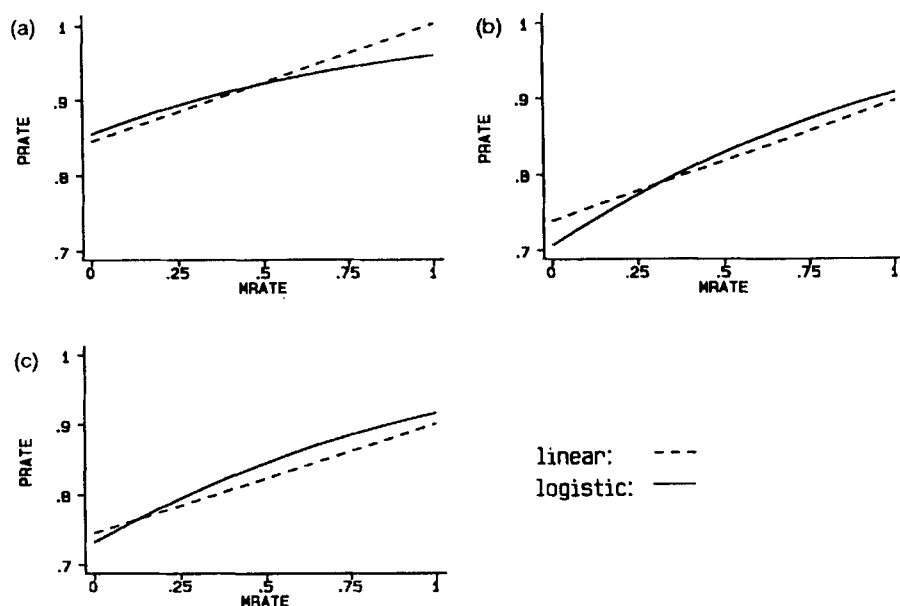 (a)
1
.9
.8
.7
PRATE
0 .25 .5 .75 1
MRATE
(b)
1
.9
.8
.7
PRATE
0 .25 .5 .75 1
MRATE
(c)
1
.9
.8
.7
PRATE
0 .25 .5 .75 1
MRATE
linear:
logistic: